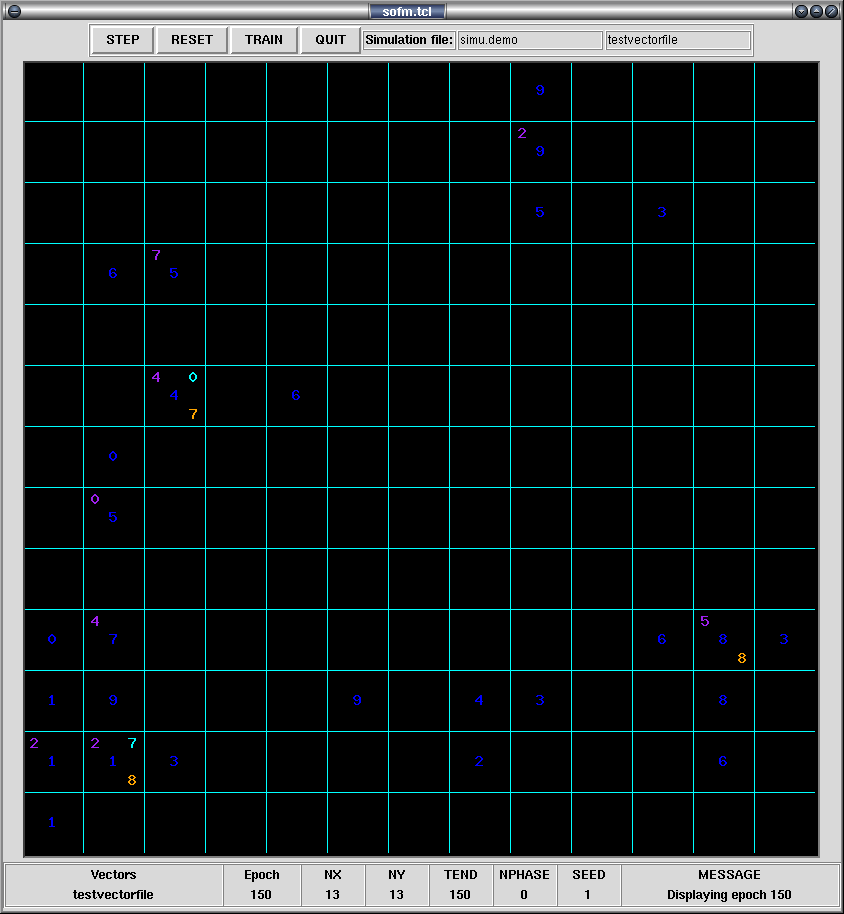 sofm.tcl
STEP RESET TRAIN QUIT Simulation file: simu.demo testvectorfile
9
2
9
5 3
7
6 5
4 0
4 6
7
0
0
5
4 5
0 7 6 8 3
8
1 9 9 4 3 8
2 2 7
1 1 3 2 6
8
1
Vectors Epoch NX NY TEND NPHASE SEED MESSAGE
testvectorfile 150 13 13 150 0 1 Displaying epoch 150